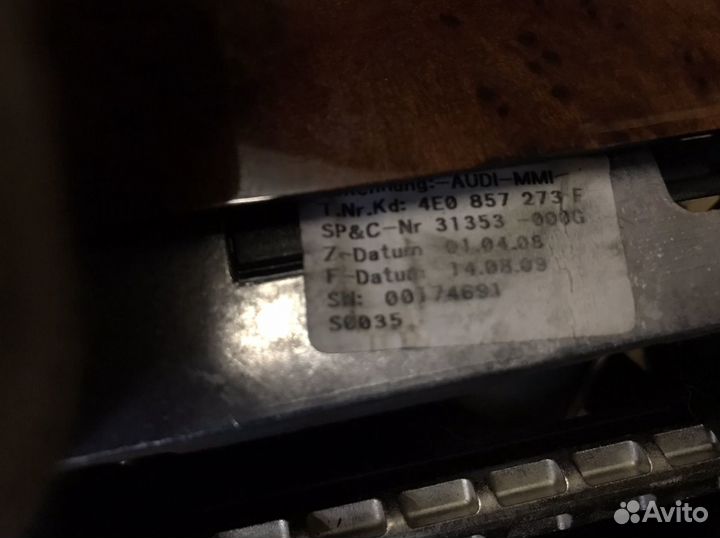 -AUDI-MMI-
T.Nr.Kd: 4E0 857 273 F
SP&C-Nr 31353 -000G
Z-Datum 01.04.08
F-Datum: 14.08.09
SN: 00174691
SC035
Avito